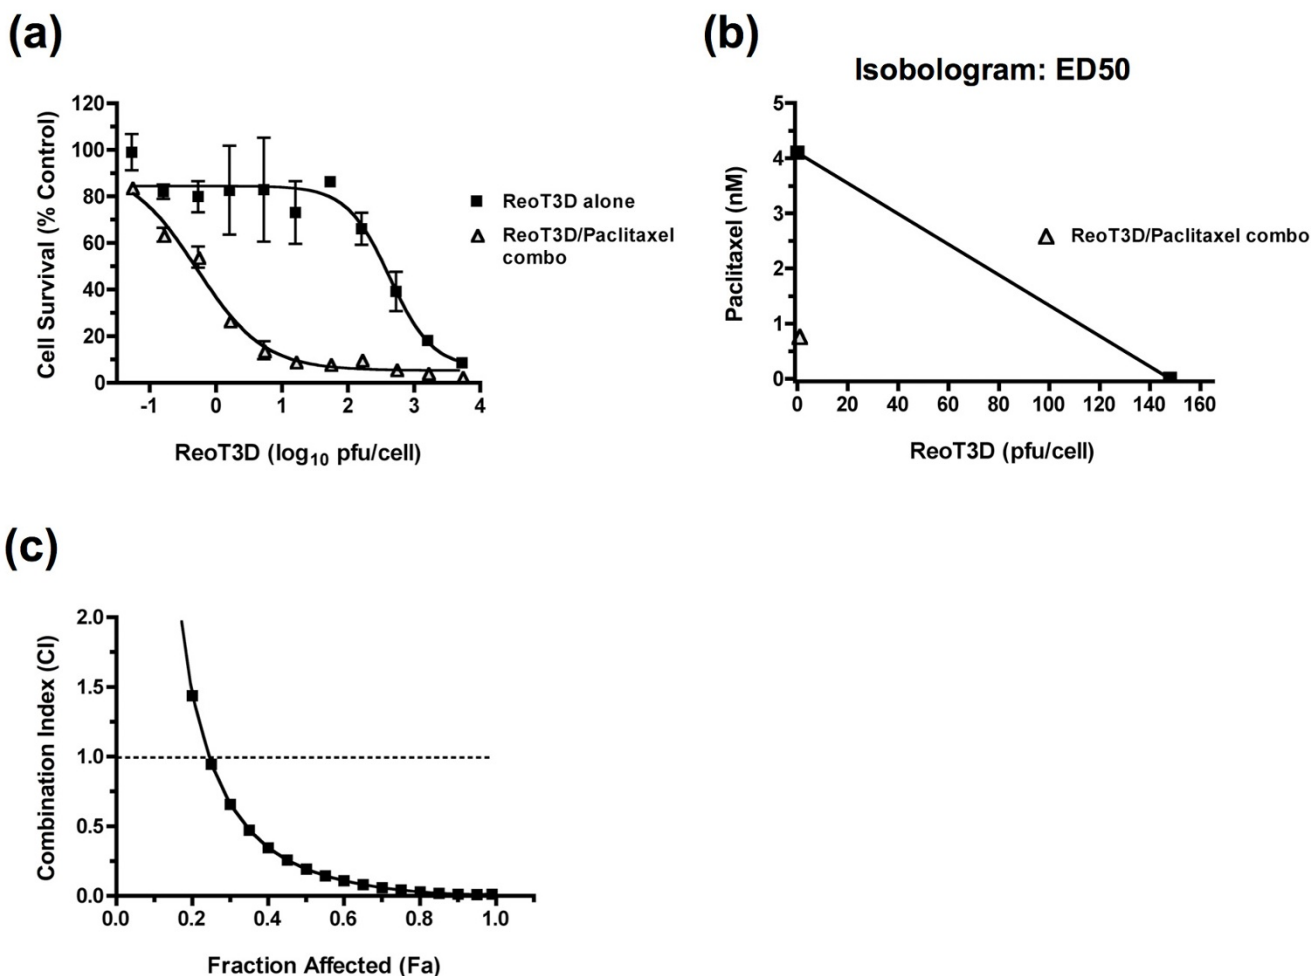 (a)
120
100
80
60
40
20
0
Cell Survival (% Control)
-1 0 1 2 3 4
ReoT3D (log₁₀ pfu/cell)
ReoT3D alone
ReoT3D/Paclitaxel
combo
(b)
Isobologram: ED50
5
4
3
2
1
0
Paclitaxel (nM)
0 20 40 60 80 100 120 140 160
ReoT3D (pfu/cell)
ReoT3D/Paclitaxel combo
(c)
2.0
1.5
1.0
0.5
0.0
Combination Index (CI)
0.0 0.2 0.4 0.6 0.8 1.0
Fraction Affected (Fa)